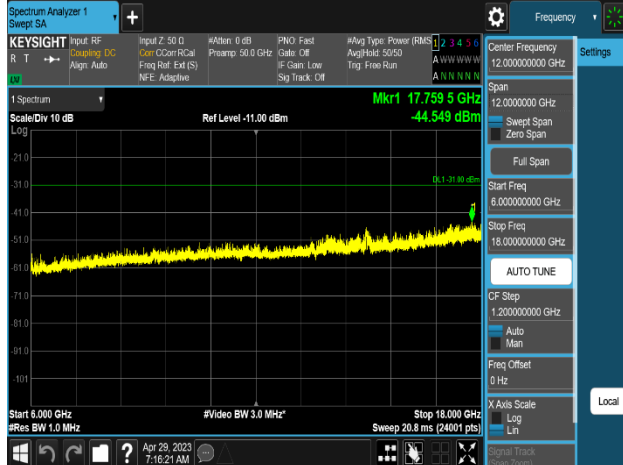 Spectrum Analyzer 1
Swept SA
Frequency
KEYSIGHT
R T
LXI
Input: RF
Coupling: DC
Align: Auto
Input Z: 50 Ω
Corr CCorr RCal
Freq Ref: Ext (S)
NFE: Adaptive
#Atten: 0 dB
Preamp: 50.0 GHz
PNO: Fast
Gate: Off
IF Gain: Low
Sig Track: Off
#Avg Type: Power (RMS
Avg|Hold: 50/50
Trig: Free Run
1 2 3 4 5 6
A W W W W W
A N N N N N
1 Spectrum
Scale/Div 10 dB
Ref Level -11.00 dBm
Mkr1 17.759 5 GHz
-44.549 dBm
Log
DL1 -31.00 dBm
-21.0
-31.0
-41.0
-51.0
-61.0
-71.0
-81.0
-91.0
-101
Start 6.000 GHz
#Video BW 3.0 MHz*
Stop 18.000 GHz
#Res BW 1.0 MHz
Sweep 20.8 ms (24001 pts)
Apr 29, 2023
7:16:21 AM
Center Frequency
12.000000000 GHz
Span
12.0000000 GHz
Swept Span
Zero Span
Full Span
Start Freq
6.000000000 GHz
Stop Freq
18.000000000 GHz
AUTO TUNE
CF Step
1.200000000 GHz
Auto
Man
Freq Offset
0 Hz
X Axis Scale
Log
Lin
Signal Track
(Span Zoom)
Settings
Local